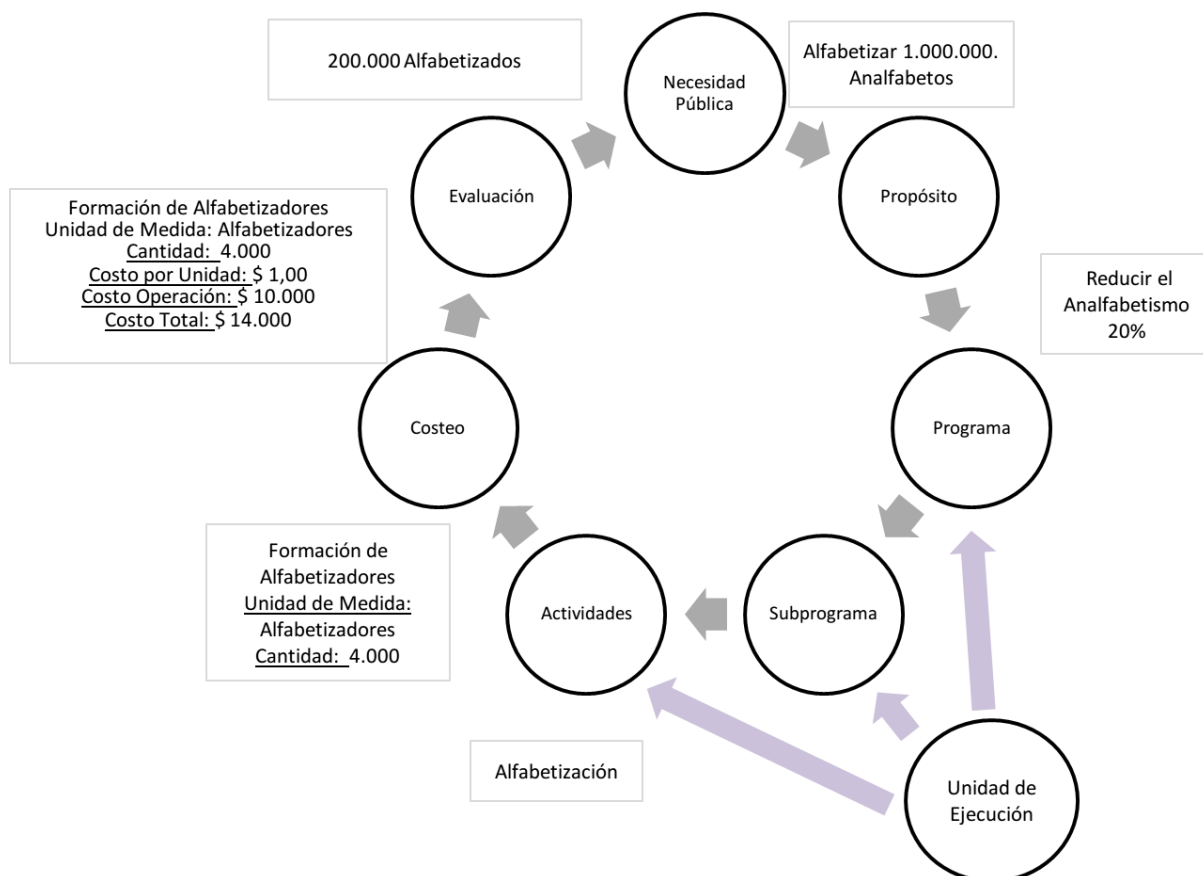 200.000 Alfabetizados
Necesidad
Pública
Alfabetizar 1.000.000.
Analfabetos
Evaluación
Propósito
Formación de Alfabetizadores
Unidad de Medida: Alfabetizadores
Cantidad: 4.000
Costo por Unidad: $ 1,00
Costo Operación: $ 10.000
Costo Total: $ 14.000
Reducir el
Analfabetismo
20%
Costeo
Programa
Formación de
Alfabetizadores
Unidad de Medida:
Alfabetizadores
Cantidad: 4.000
Actividades
Subprograma
Alfabetización
Unidad de
Ejecución